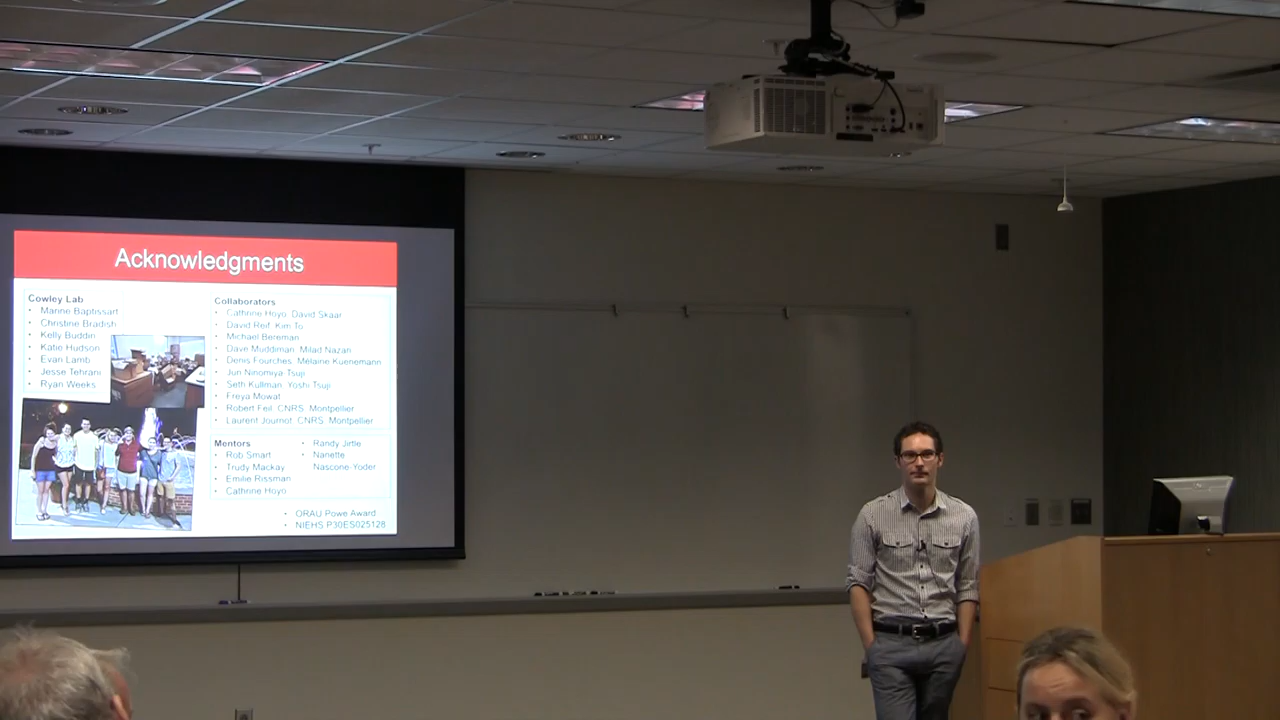 Acknowledgments
Cowley Lab
• Marine Baptissart
• Christine Bradish
• Kelly Buddin
• Katie Hudson
• Evan Lamb
• Jesse Tehrani
• Ryan Weeks
Collaborators
• Cathrine Hoyo, David Skaar
• David Reif, Kim To
• Michael Bereman
• Dave Muddiman, Milad Nazari
• Denis Fourches, Mélaine Kuenemann
• Jun Ninomiya-Tsuji
• Seth Kullman, Yoshi Tsuji
• Freya Mowat
• Robert Feil, CNRS, Montpellier
• Laurent Journot, CNRS, Montpellier
Mentors
• Rob Smart
• Trudy Mackay
• Emilie Rissman
• Cathrine Hoyo
• Randy Jirtle
• Nanette
Nascone-Yoder
• ORAU Powe Award
• NIEHS P30ES025128